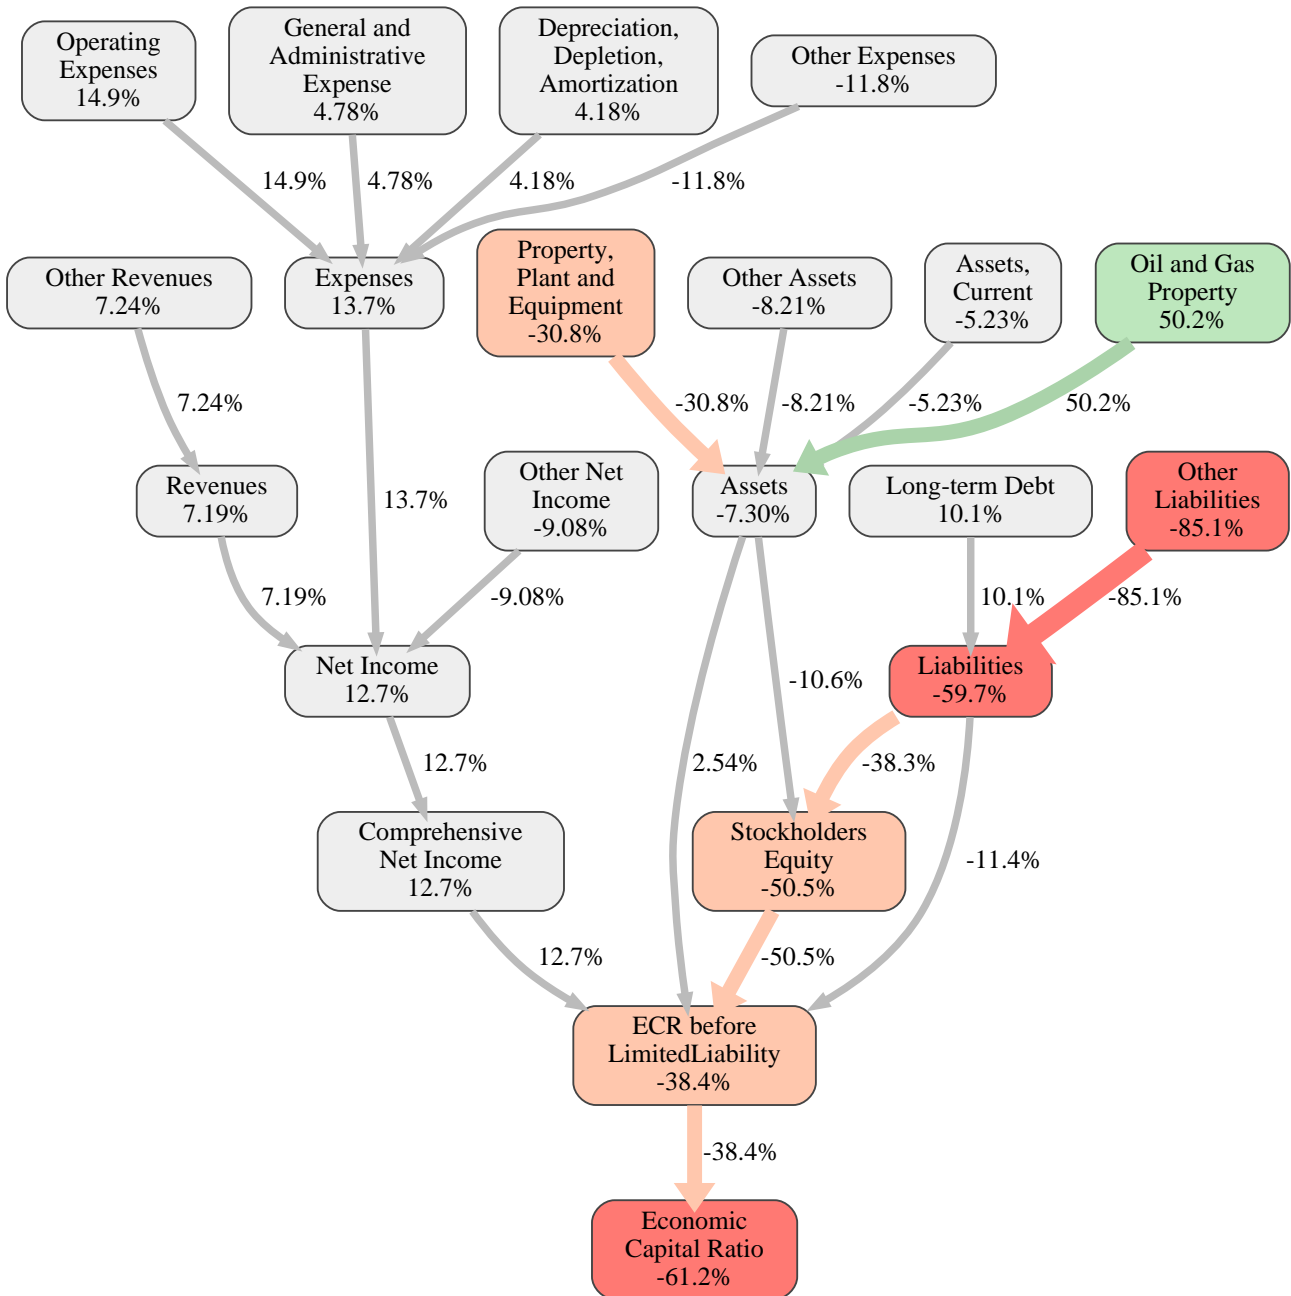 Operating
Expenses
14.9%
General and
Administrative
Expense
4.78%
Depreciation,
Depletion,
Amortization
4.18%
Other Expenses
-11.8%
14.9%
4.78%
4.18%
-11.8%
Other Revenues
7.24%
Expenses
13.7%
Property,
Plant and
Equipment
-30.8%
Other Assets
-8.21%
Assets,
Current
-5.23%
Oil and Gas
Property
50.2%
7.24%
-30.8%
-8.21%
-5.23%
50.2%
Revenues
7.19%
13.7%
Other Net
Income
-9.08%
Assets
-7.30%
Long-term Debt
10.1%
Other
Liabilities
-85.1%
7.19%
-9.08%
10.1%
-85.1%
Net Income
12.7%
-10.6%
Liabilities
-59.7%
12.7%
2.54%
-38.3%
Comprehensive
Net Income
12.7%
Stockholders
Equity
-50.5%
-11.4%
12.7%
-50.5%
ECR before
LimitedLiability
-38.4%
-38.4%
Economic
Capital Ratio
-61.2%